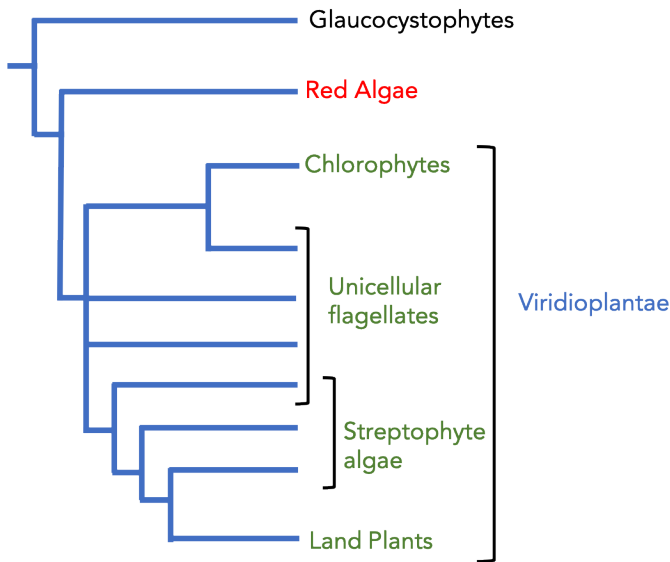 Glaucocystophytes
Red Algae
Chlorophytes
Unicellular
flagellates
Viridioplantae
Streptophyte
algae
Land Plants